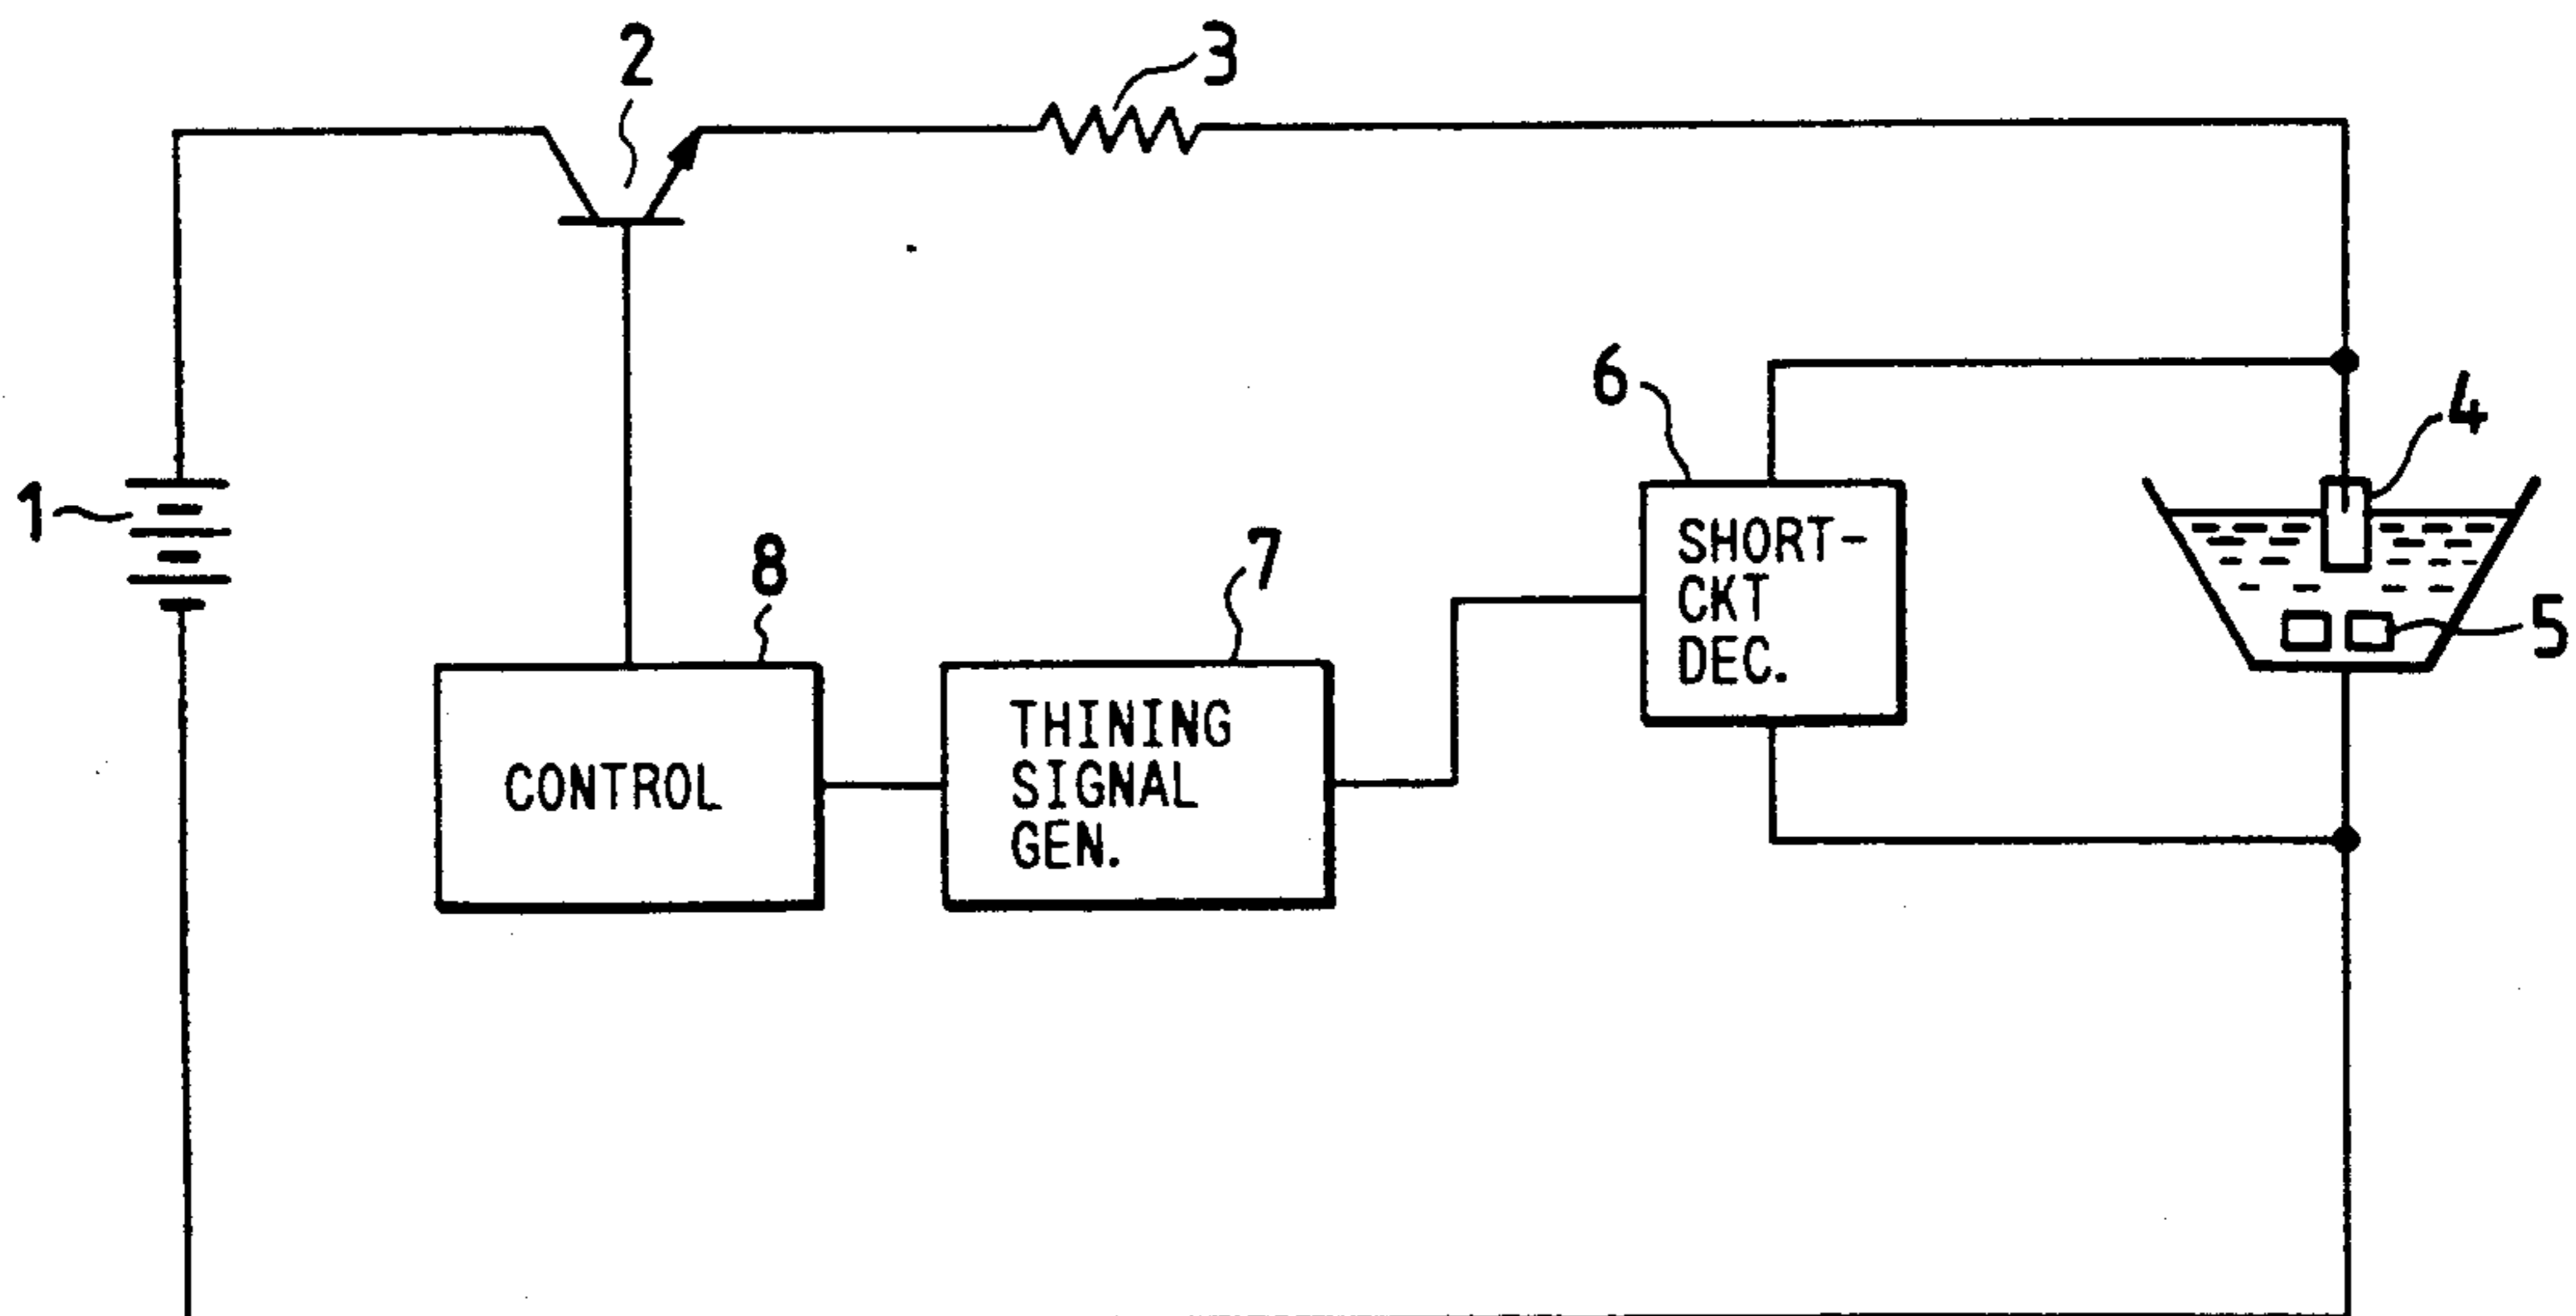 2
3
6
4
1
8
7
SHORT-
CKT
DEC.
5
THINING
SIGNAL
GEN.
CONTROL